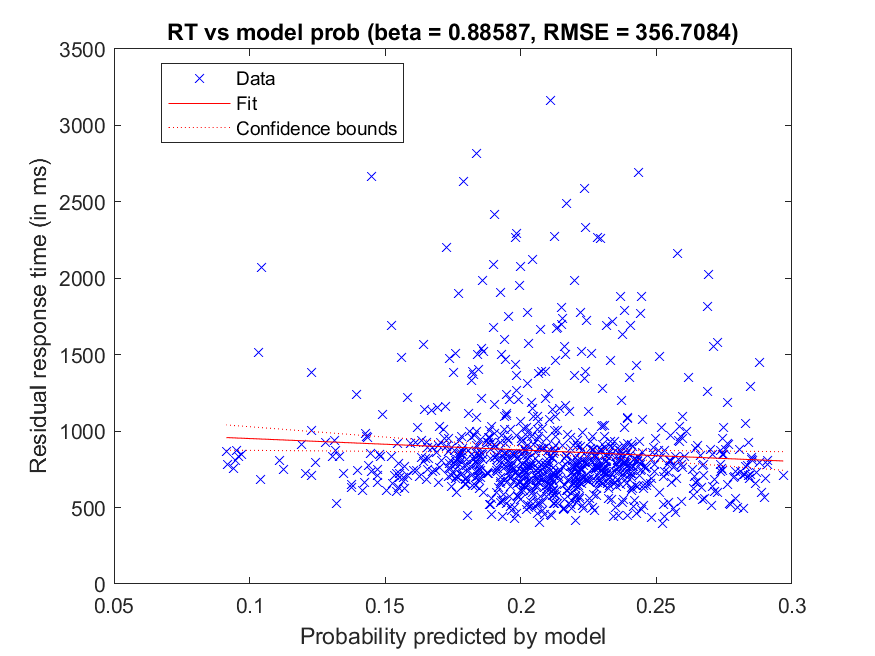 RT vs model prob (beta = 0.88587, RMSE = 356.7084)
3500
3000
2500
2000
1500
1000
500
0
Residual response time (in ms)
Data
Fit
Confidence bounds
0.05 0.1 0.15 0.2 0.25 0.3
Probability predicted by model